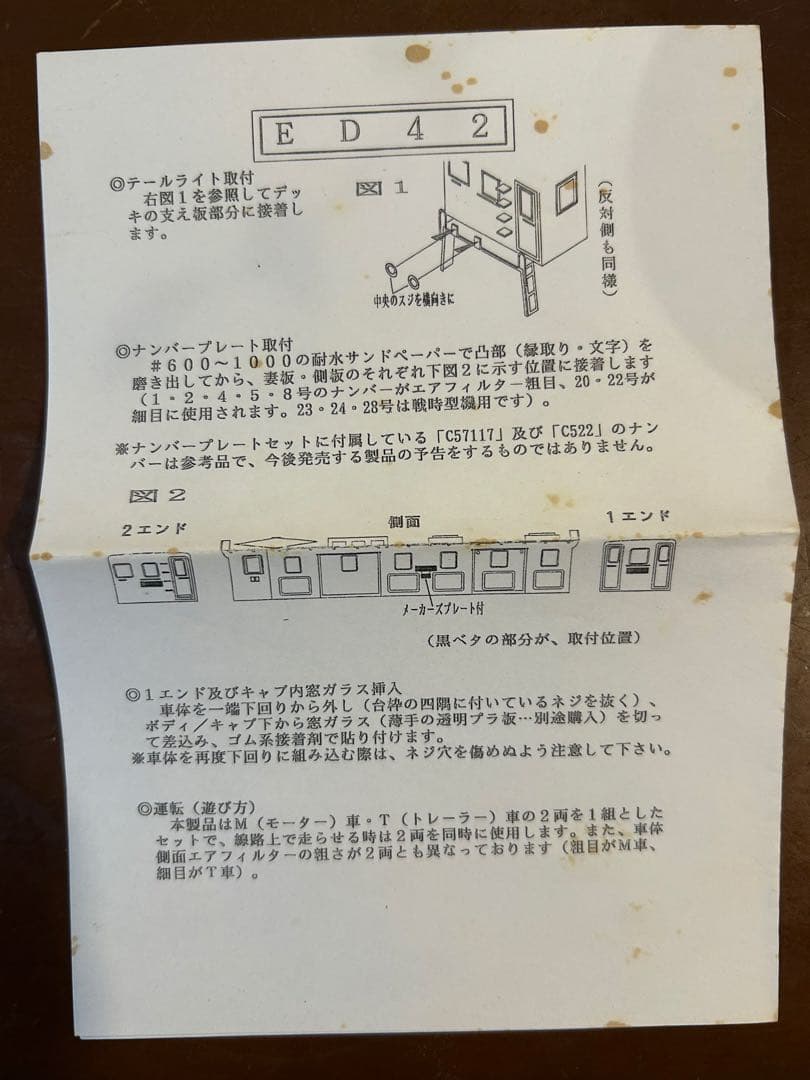 ED42
◎テールライト取付
右図1を参照してデッ
キの支え板部分に接着し
ます。
図1
(反対側も同様)
中央のスジを横向きに
◎ナンバープレート取付
#600〜1000の耐水サンドペーパーで凸部(縁取り・文字)を
磨き出してから、妻板・側板のそれぞれ下図2に示す位置に接着します
(1・2・4・5・8号のナンバーがエアフィルター粗目、20・22号が
細目に使用されます。23・24・28号は戦時型機用です)。
※ナンバープレートセットに付属している「C57117」及び「C522」のナン
バーは参考品で、今後発売する製品の予告をするものではありません。
図2
2エンド
側面
1エンド
メーカーズプレート付
(黒ベタの部分が、取付位置)
◎1エンド及びキャブ内窓ガラス挿入
車体を一端下回りから外し(台枠の四隅に付いているネジを抜く)、
ボディ/キャブ下から窓ガラス(薄手の透明プラ板…別途購入)を切っ
て差込み、ゴム系接着剤で貼り付けます。
※車体を再度下回りに組み込む際は、ネジ穴を傷めぬよう注意して下さい。
◎運転(遊び方)
本製品はM(モーター)車・T(トレーラー)車の2両を1組とした
セットで、線路上で走らせる時は2両を同時に使用します。また、車体
側面エアフィルターの粗さが2両とも異なっております(粗目がM車、
細目がT車)。